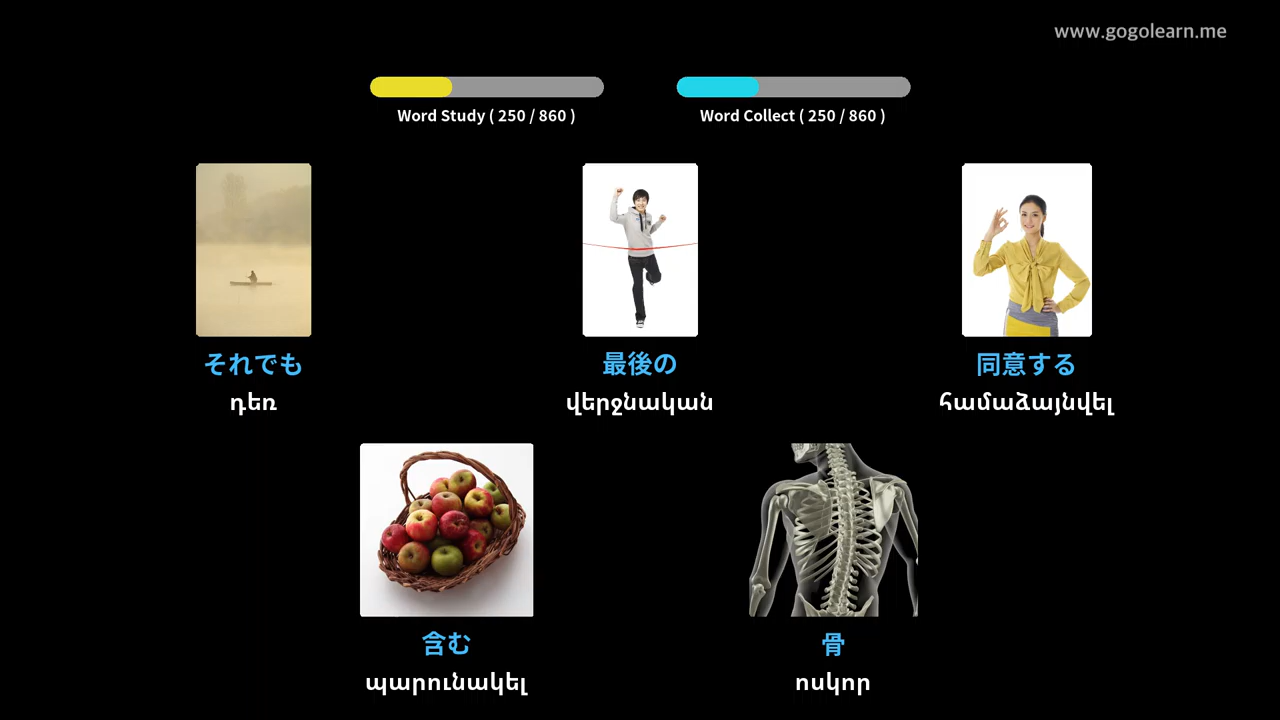 www.gogolearn.me
Word Study ( 250 / 860 )
Word Collect ( 250 / 860 )
それでも
最後の
同意する
դեռ
վերջնական
համաձայնվել
含む
骨
պարունակել
ոսկոր